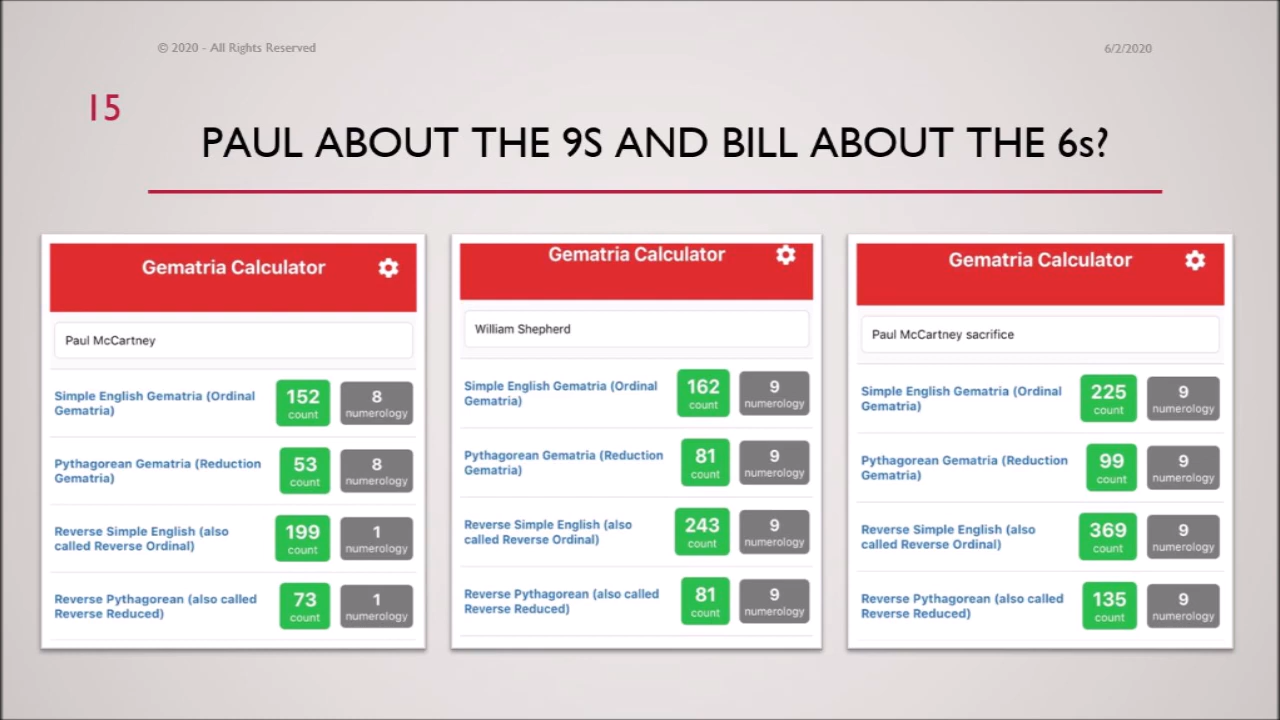 © 2020 - All Rights Reserved
6/2/2020
15
PAUL ABOUT THE 9S AND BILL ABOUT THE 6s?
Gematria Calculator
Paul McCartney
Simple English Gematria (Ordinal
Gematria)
152
count
8
numerology
Pythagorean Gematria (Reduction
Gematria)
53
count
8
numerology
Reverse Simple English (also
called Reverse Ordinal)
199
count
1
numerology
Reverse Pythagorean (also called
Reverse Reduced)
73
count
1
numerology
Gematria Calculator
William Shepherd
Simple English Gematria (Ordinal
Gematria)
162
count
9
numerology
Pythagorean Gematria (Reduction
Gematria)
81
count
9
numerology
Reverse Simple English (also
called Reverse Ordinal)
243
count
9
numerology
Reverse Pythagorean (also called
Reverse Reduced)
81
count
9
numerology
Gematria Calculator
Paul McCartney sacrifice
Simple English Gematria (Ordinal
Gematria)
225
count
9
numerology
Pythagorean Gematria (Reduction
Gematria)
99
count
9
numerology
Reverse Simple English (also
called Reverse Ordinal)
369
count
9
numerology
Reverse Pythagorean (also called
Reverse Reduced)
135
count
9
numerology